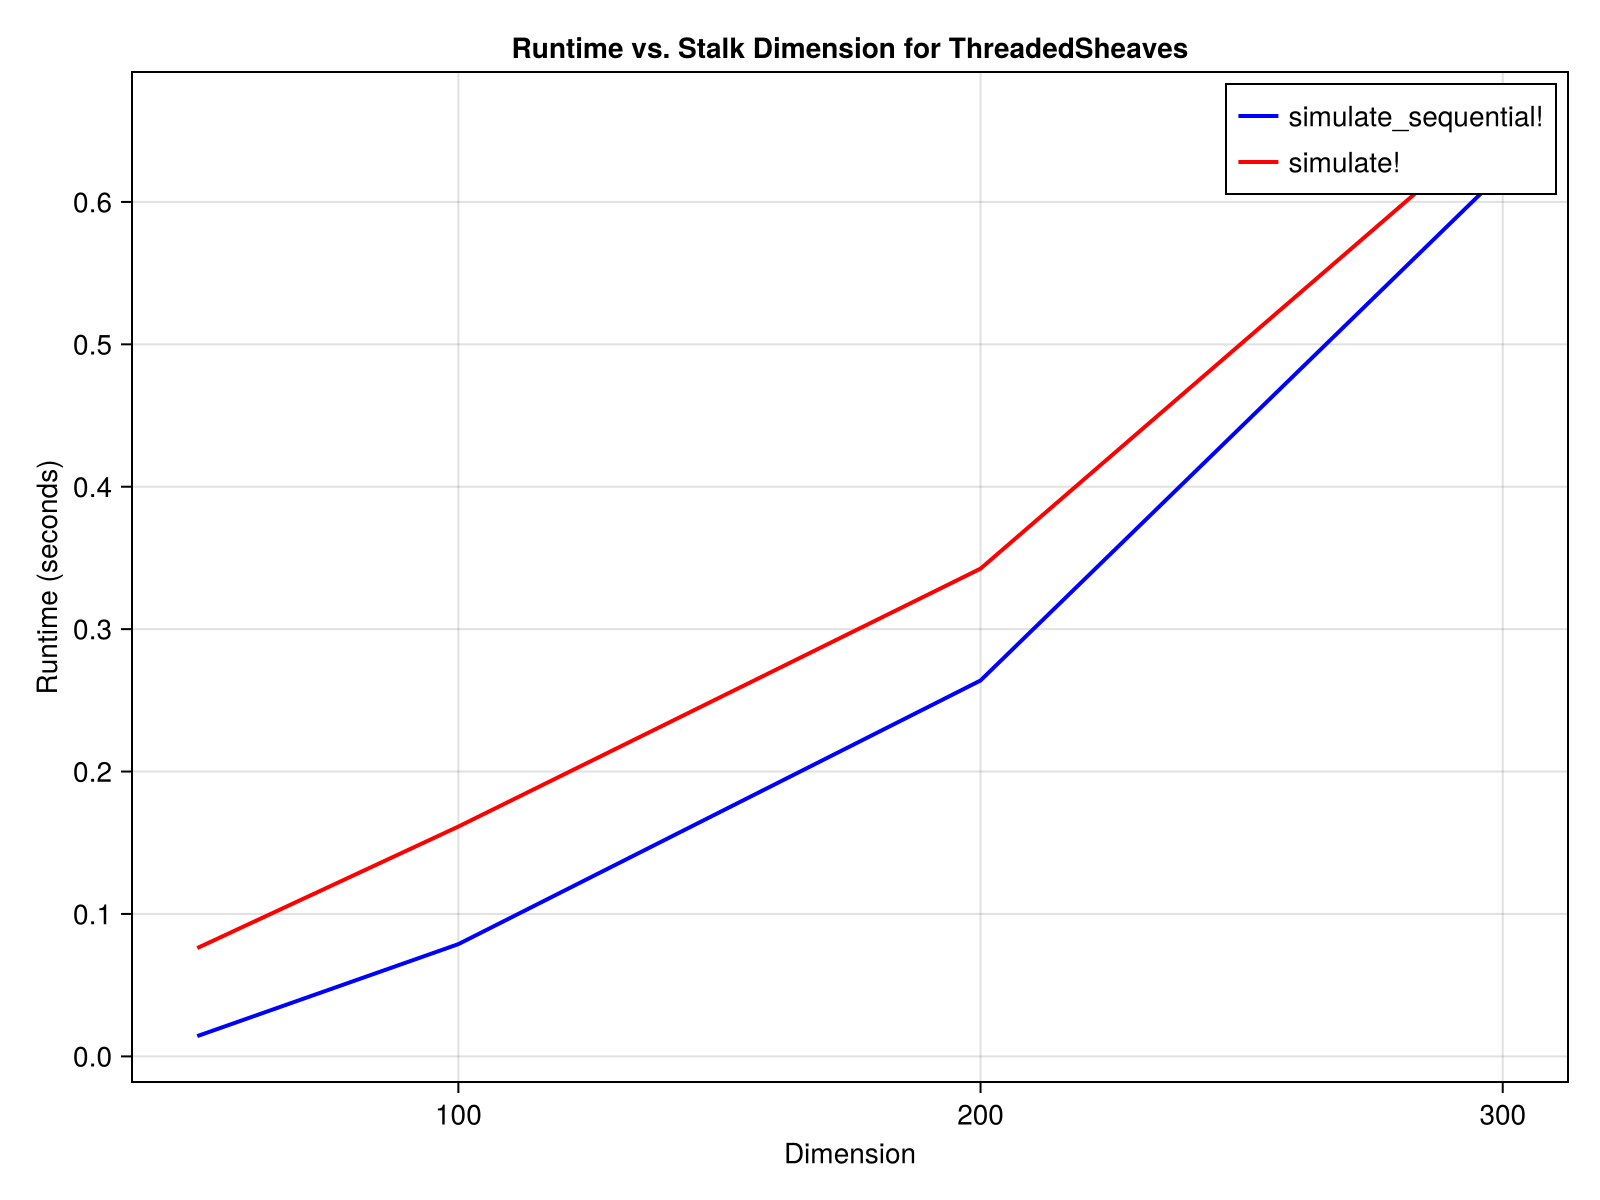 Runtime vs. Stalk Dimension for ThreadedSheaves
simulate_sequential!
simulate!
Runtime (seconds)
0.6
0.5
0.4
0.3
0.2
0.1
0.0
100
200
300
Dimension